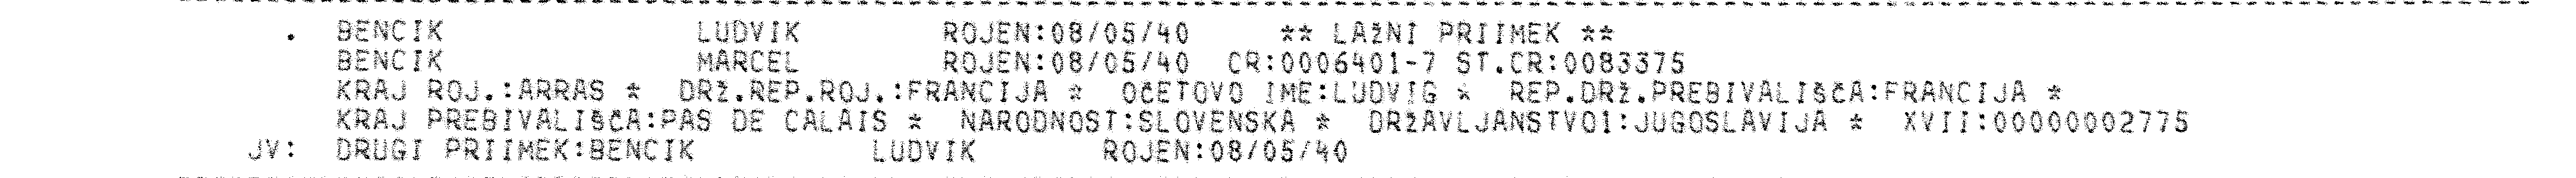 . BENCIK LUDVIK ROJEN:08/05/40 ** LAŽNI PRIIMEK **
BENCIK MARCEL ROJEN:08/05/40 CR:0006401-7 ST.CR:0083375
KRAJ ROJ.:ARRAS * DRŽ.REP.ROJ.:FRANCIJA * OČETOVO IME:LUDVIG * REP.DRŽ.PREBIVALIŠČA:FRANCIJA *
KRAJ PREBIVALIŠČA:PAS DE CALAIS * NARODNOST:SLOVENSKA * DRŽAVLJANSTVO1:JUGOSLAVIJA * XVII:00000002775
JV: DRUGI PRIIMEK:BENCIK LUDVIK ROJEN:08/05/40